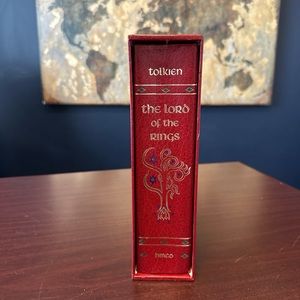 tolkien
the LORD
of the
RINGS
hmco